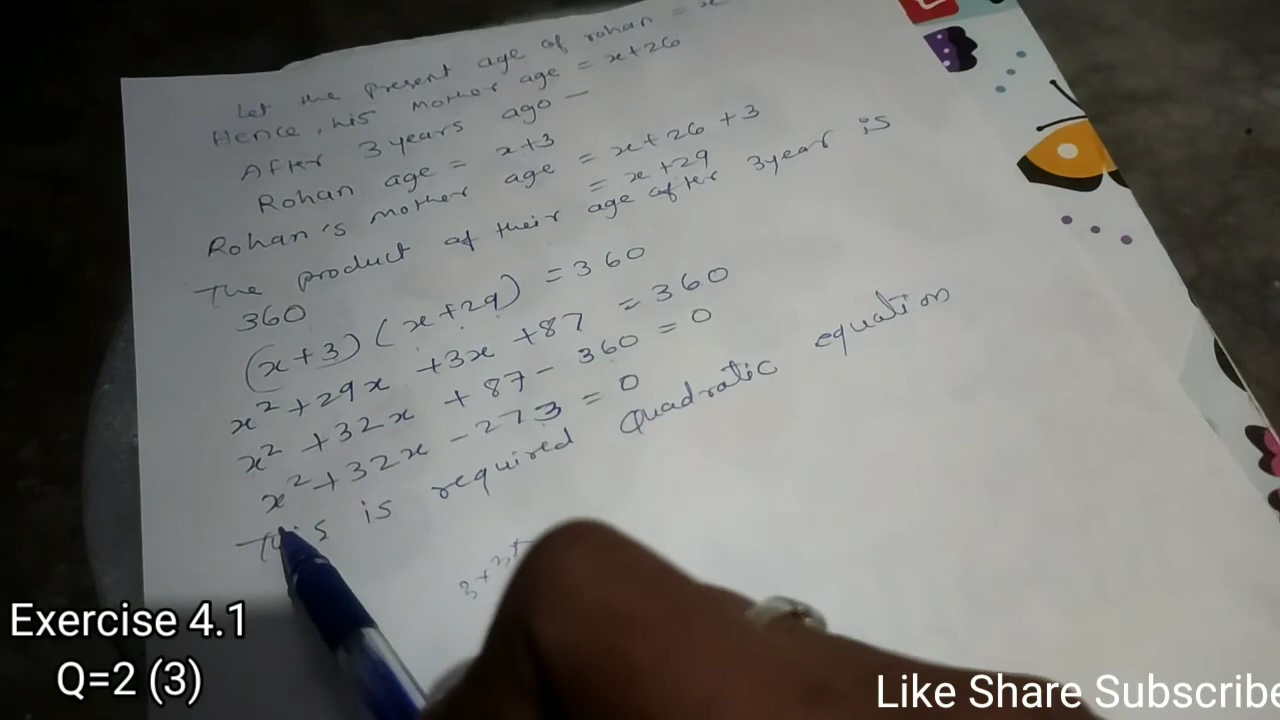 Let the present age of rohan = x
Hence, his mother age = x+26
After 3 years ago —
Rohan age = x+3
Rohan's mother age = x+26+3
= x+29
The product of their age after 3year is
360
(x+3) (x+29) = 360
x²+29x +3x +87 = 360
x² +32x + 87- 360 = 0
x²+32x -273 = 0
This is required quadratic equation
Exercise 4.1
Q=2 (3)
Like Share Subscribe